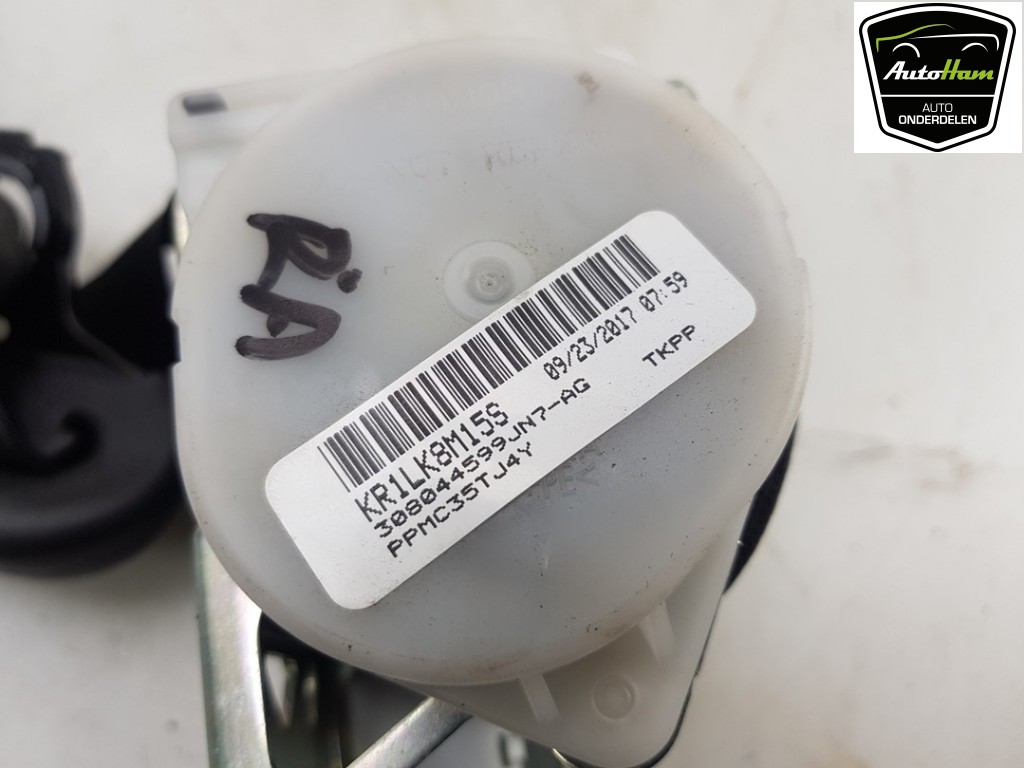 AutoHam
AUTO
ONDERDELEN
R.A
09/23/2017 07:59
KR1LK8M15S
308044599JN7-AG TKPP
PPMC35TJ4Y